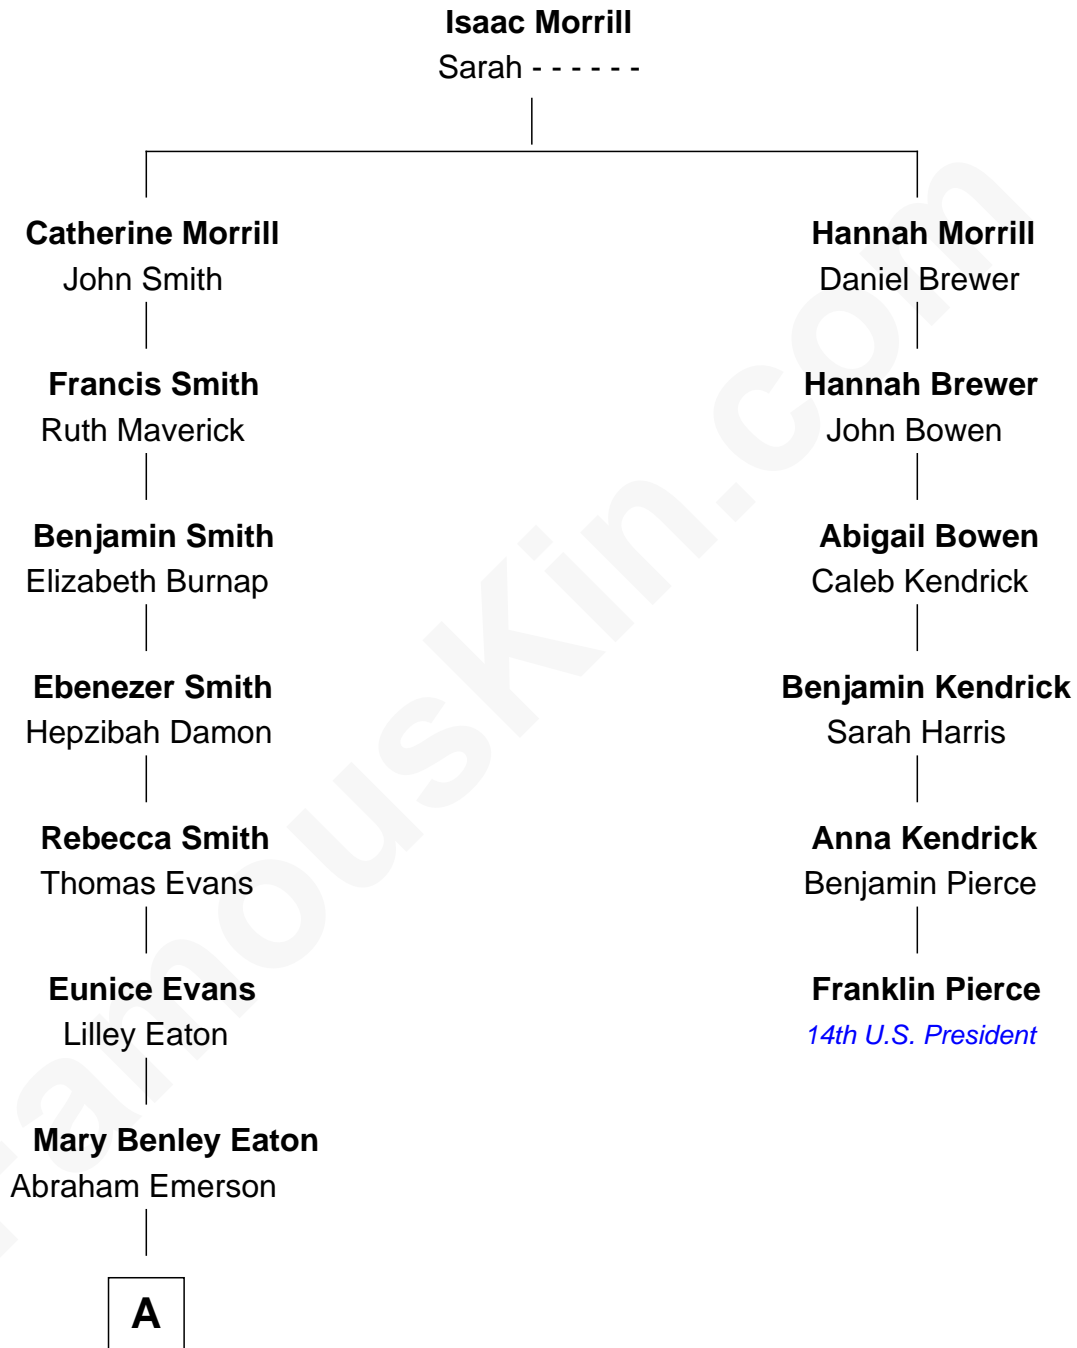 Isaac Morrill
Sarah - - - - - -
Catherine Morrill
John Smith
Hannah Morrill
Daniel Brewer
Francis Smith
Ruth Maverick
Hannah Brewer
John Bowen
Benjamin Smith
Elizabeth Burnap
Abigail Bowen
Caleb Kendrick
Ebenezer Smith
Hepzibah Damon
Benjamin Kendrick
Sarah Harris
Rebecca Smith
Thomas Evans
Anna Kendrick
Benjamin Pierce
Eunice Evans
Lilley Eaton
Franklin Pierce
14th U.S. President
Mary Benley Eaton
Abraham Emerson
A
FamousKin.com